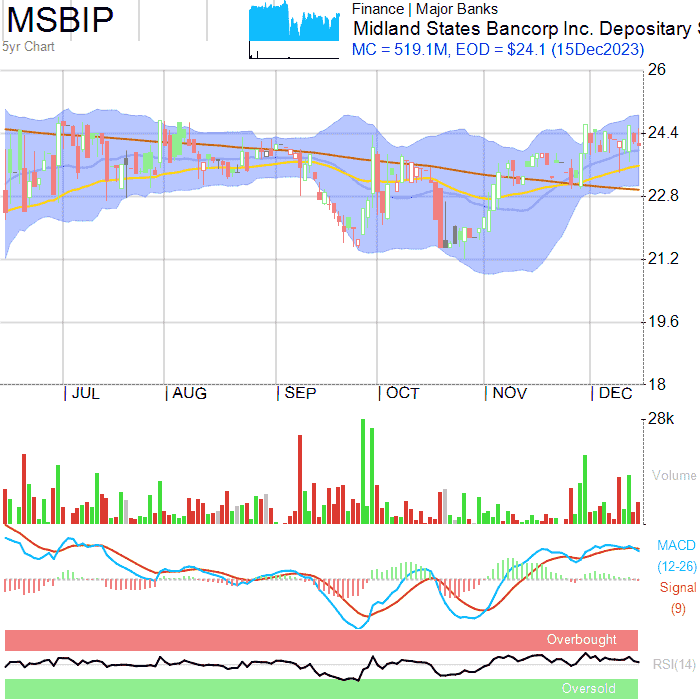 MSBIP
5yr Chart
Finance | Major Banks
Midland States Bancorp Inc. Depositary S
MC = 519.1M, EOD = $24.1 (15Dec2023)
26
24.4
22.8
21.2
19.6
18
JUL AUG SEP OCT NOV DEC
28k
Volume
MACD
(12-26)
Signal
(9)
Overbought
RSI(14)
Oversold